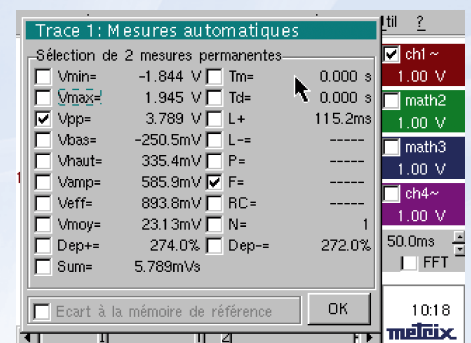 Trace 1: Mesures automatiques
Sélection de 2 mesures permanentes
Vmin= -1.844 V Tm= 0.000 s
Vmax= 1.945 V Td= 0.000 s
Vpp= 3.789 V L+ 115.2ms
Vbas= -250.5mV L-= -----
Vhaut= 335.4mV P= -----
Vamp= 585.9mV F= -----
Veff= 893.8mV RC= -----
Vmoy= 23.13mV N= 1
Dep+= 274.0% Dep-= 272.0%
Sum= 5.789mVs
Ecart à la mémoire de référence OK
til ?
ch1~
1.00 V
math2
1.00 V
math3
1.00 V
ch4~
1.00 V
50.0ms
FFT
10:18
metrix